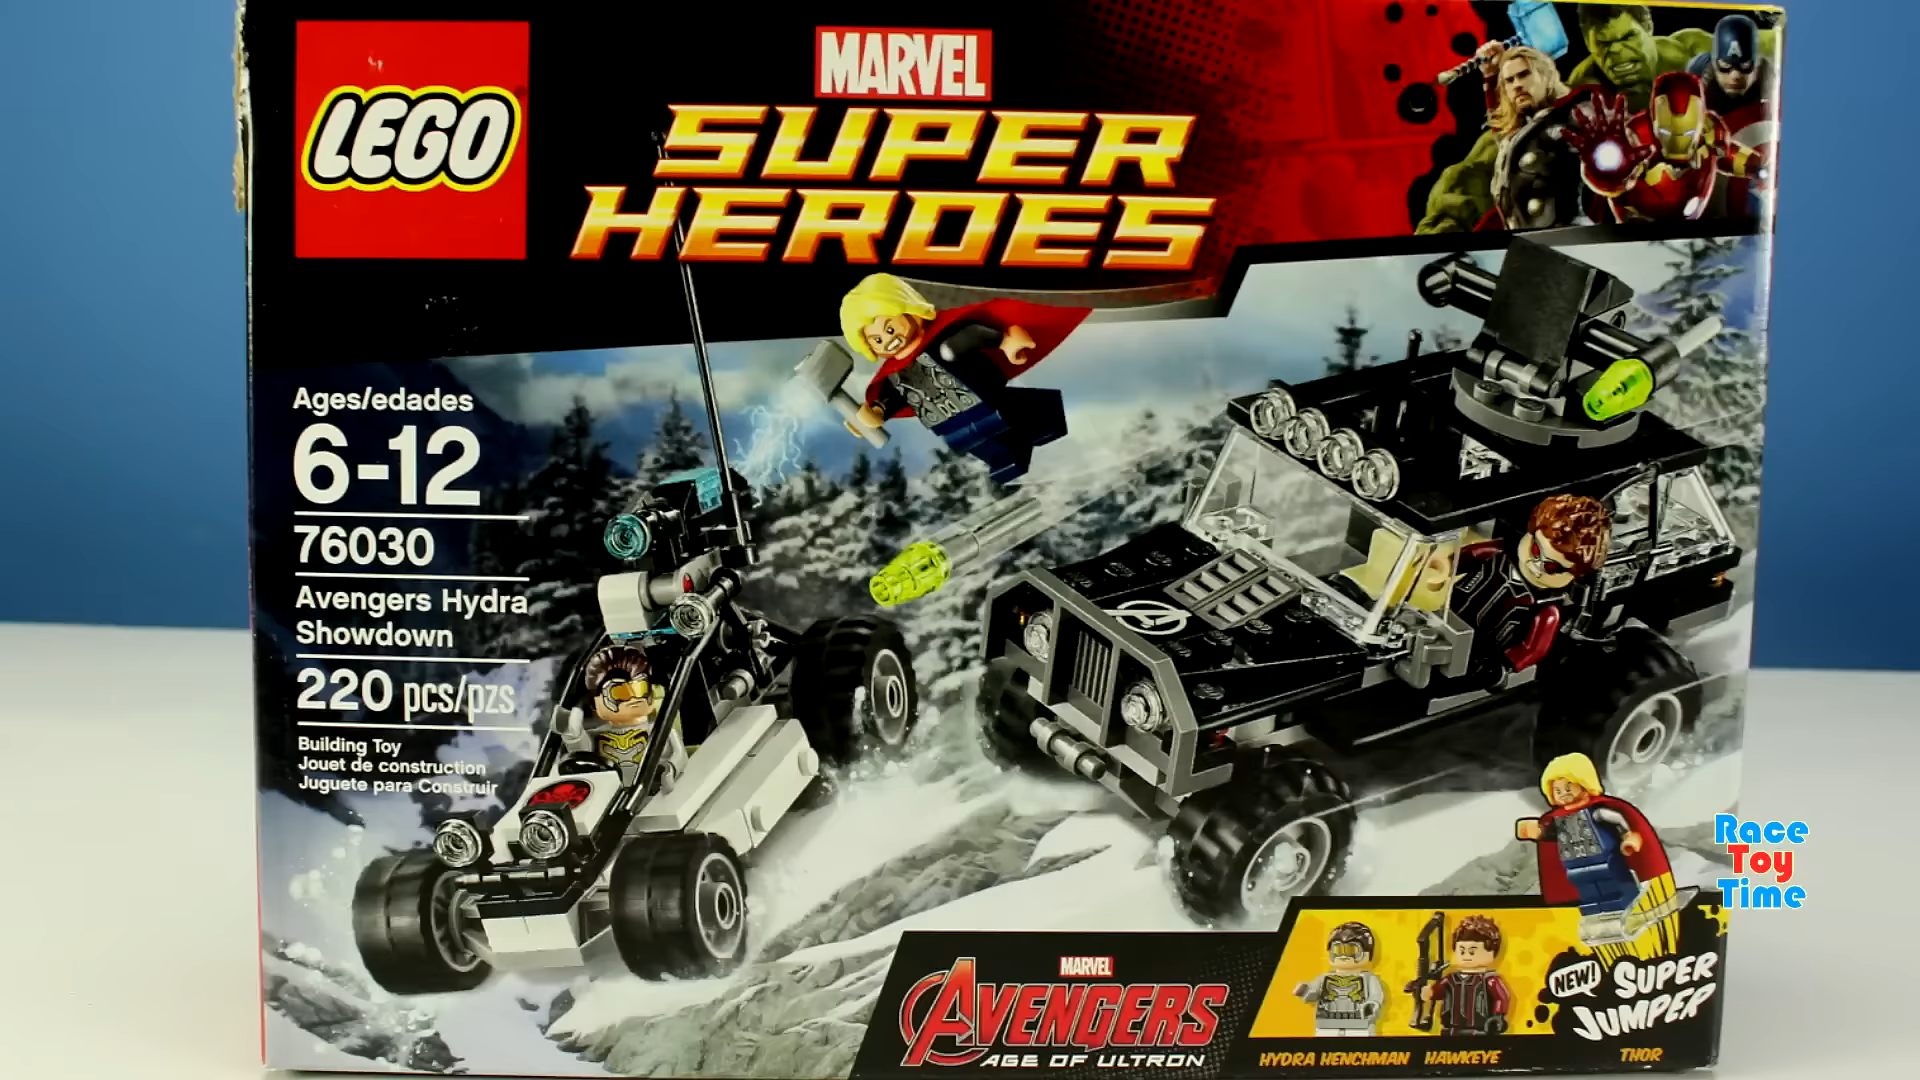 LEGO
MARVEL
SUPER
HEROES
Ages/edades
6-12
76030
Avengers Hydra
Showdown
220 pcs/pzs
Building Toy
Jouet de construction
Juguete para Construir
Race
Toy
Time
MARVEL
AVENGERS
AGE OF ULTRON
NEW! SUPER
JUMPER
HYDRA HENCHMAN HAWKEYE THOR